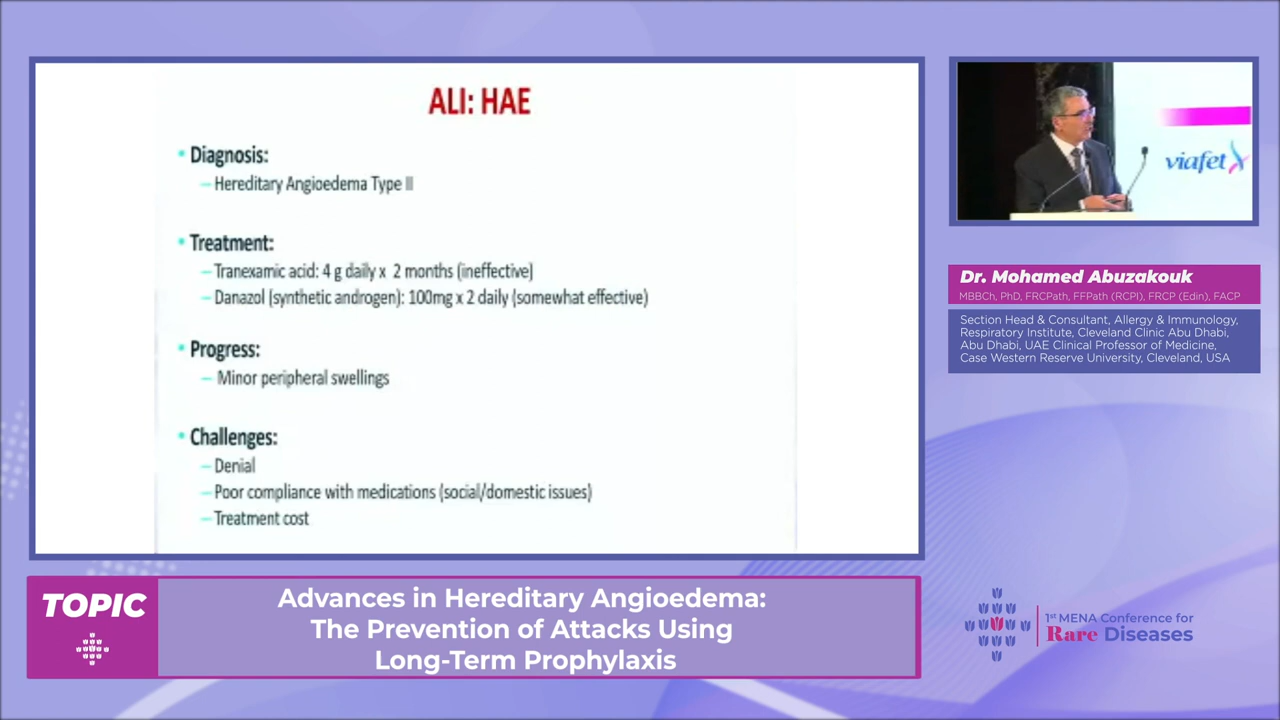 ALI: HAE
• Diagnosis:
– Hereditary Angioedema Type II
• Treatment:
– Tranexamic acid: 4 g daily x 2 months (ineffective)
– Danazol (synthetic androgen): 100mg x 2 daily (somewhat effective)
• Progress:
– Minor peripheral swellings
• Challenges:
– Denial
– Poor compliance with medications (social/domestic issues)
– Treatment cost
viafet
Dr. Mohamed Abuzakouk
MBBCh, PhD, FRCPath, FFPath (RCPI), FRCP (Edin), FACP
Section Head & Consultant, Allergy & Immunology,
Respiratory Institute, Cleveland Clinic Abu Dhabi,
Abu Dhabi, UAE Clinical Professor of Medicine,
Case Western Reserve University, Cleveland, USA
TOPIC
Advances in Hereditary Angioedema:
The Prevention of Attacks Using
Long-Term Prophylaxis
1st MENA Conference for
Rare Diseases